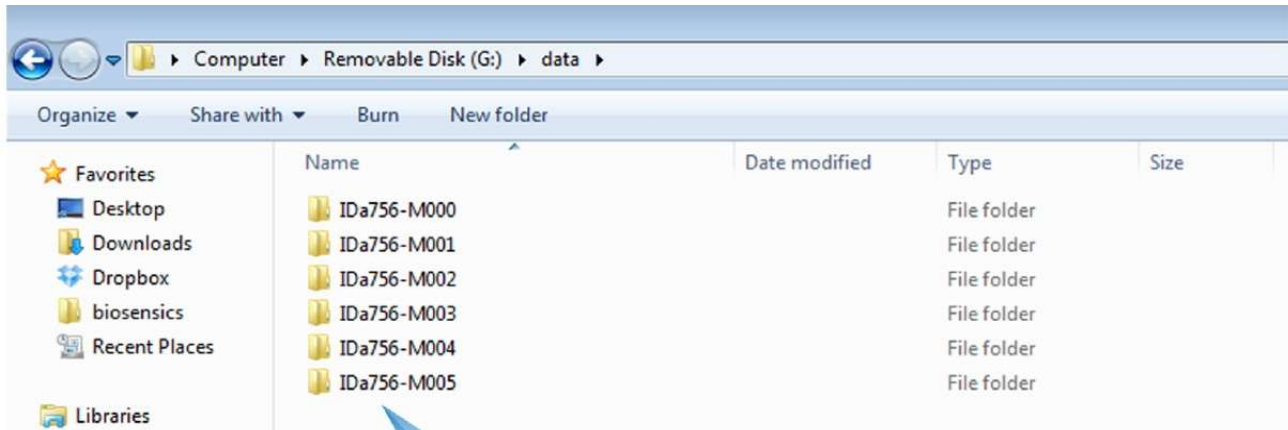 Computer Removable Disk (G:) data
Organize Share with Burn New folder
Name Date modified Type Size
Favorites
Desktop
Downloads
Dropbox
biosensics
Recent Places
Libraries
IDa756-M000 File folder
IDa756-M001 File folder
IDa756-M002 File folder
IDa756-M003 File folder
IDa756-M004 File folder
IDa756-M005 File folder